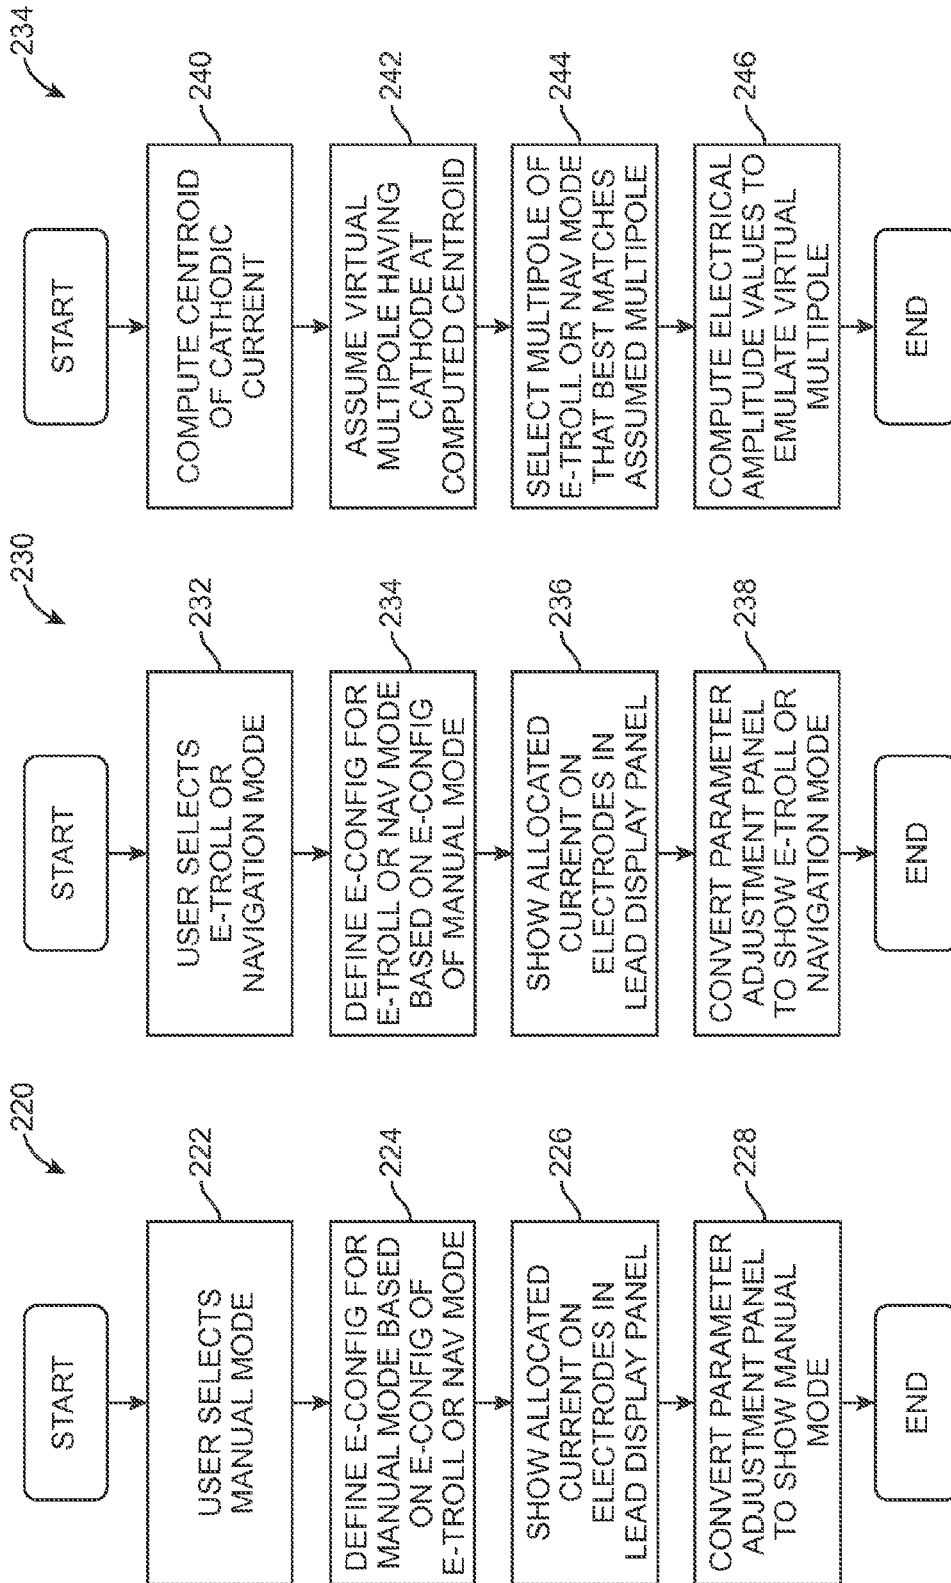 220
START
USER SELECTS
MANUAL MODE
222
DEFINE E-CONFIG FOR
MANUAL MODE BASED
ON E-CONFIG OF
E-TROLL OR NAV MODE
224
SHOW ALLOCATED
CURRENT ON
ELECTRODES IN
LEAD DISPLAY PANEL
226
CONVERT PARAMETER
ADJUSTMENT PANEL
TO SHOW MANUAL
MODE
228
END
230
START
USER SELECTS
E-TROLL OR
NAVIGATION MODE
232
DEFINE E-CONFIG FOR
E-TROLL OR NAV MODE
BASED ON E-CONFIG
OF MANUAL MODE
234
SHOW ALLOCATED
CURRENT ON
ELECTRODES IN
LEAD DISPLAY PANEL
236
CONVERT PARAMETER
ADJUSTMENT PANEL
TO SHOW E-TROLL OR
NAVIGATION MODE
238
END
234
START
COMPUTE CENTROID
OF CATHODIC
CURRENT
240
ASSUME VIRTUAL
MULTIPOLE HAVING
CATHODE AT
COMPUTED CENTROID
242
SELECT MULTIPOLE OF
E-TROLL OR NAV MODE
THAT BEST MATCHES
ASSUMED MULTIPOLE
244
COMPUTE ELECTRICAL
AMPLITUDE VALUES TO
EMULATE VIRTUAL
MULTIPOLE
246
END